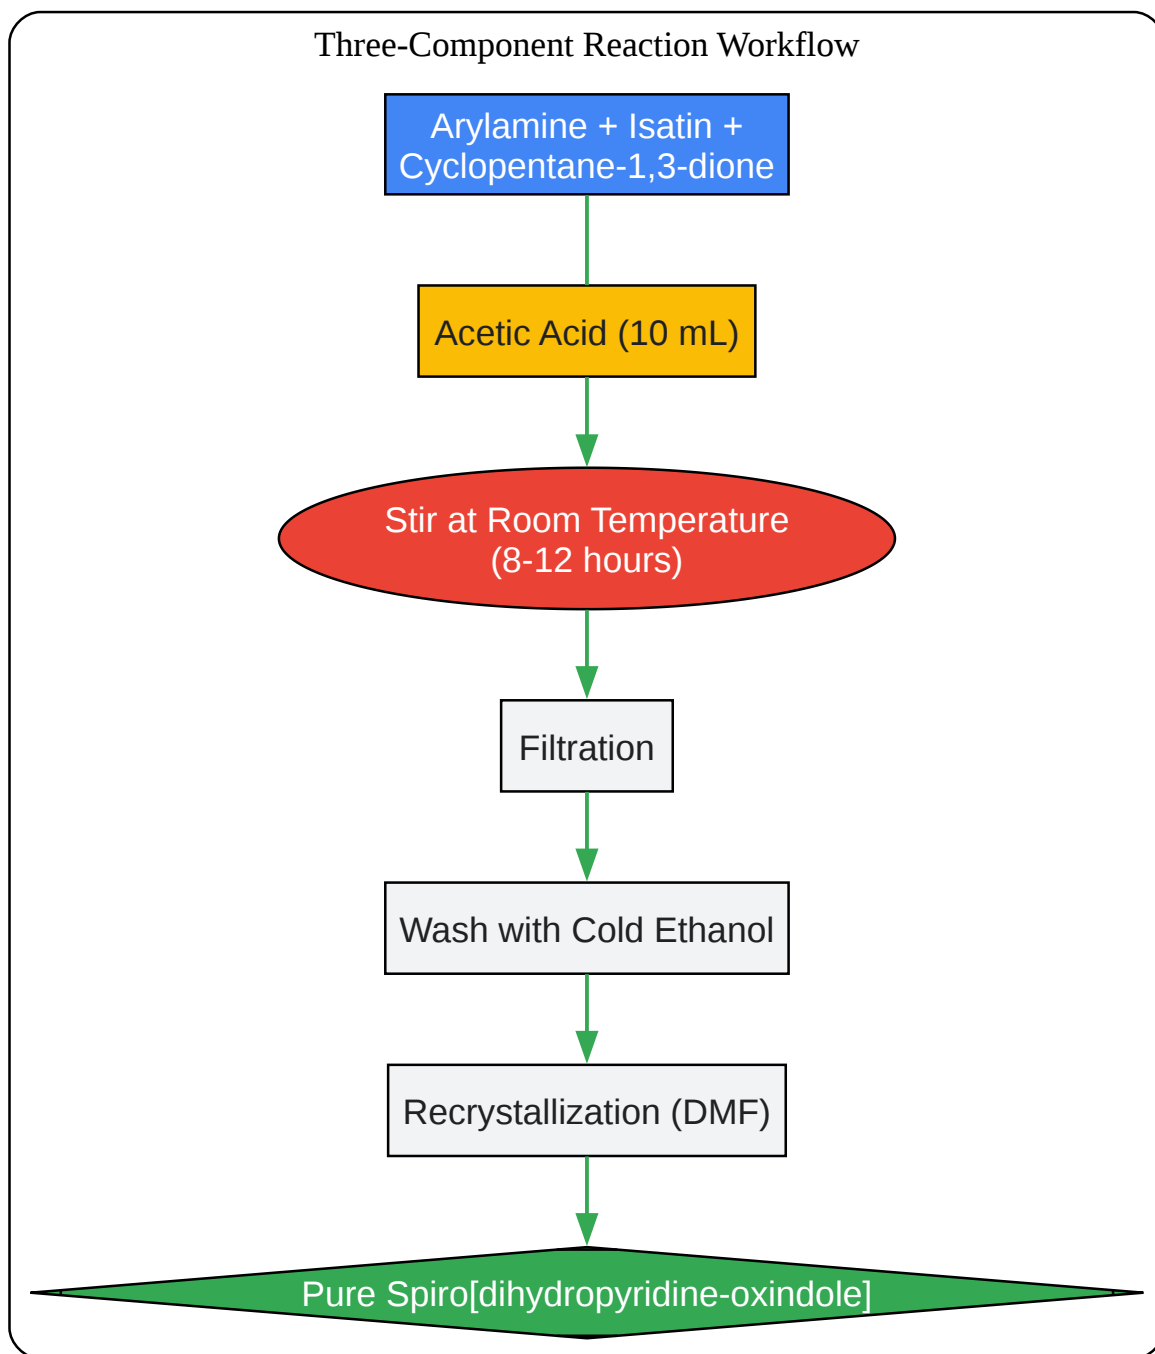 Three-Component Reaction Workflow
Arylamine + Isatin +
Cyclopentane-1,3-dione
Acetic Acid (10 mL)
Stir at Room Temperature
(8-12 hours)
Filtration
Wash with Cold Ethanol
Recrystallization (DMF)
Pure Spiro[dihydropyridine-oxindole]